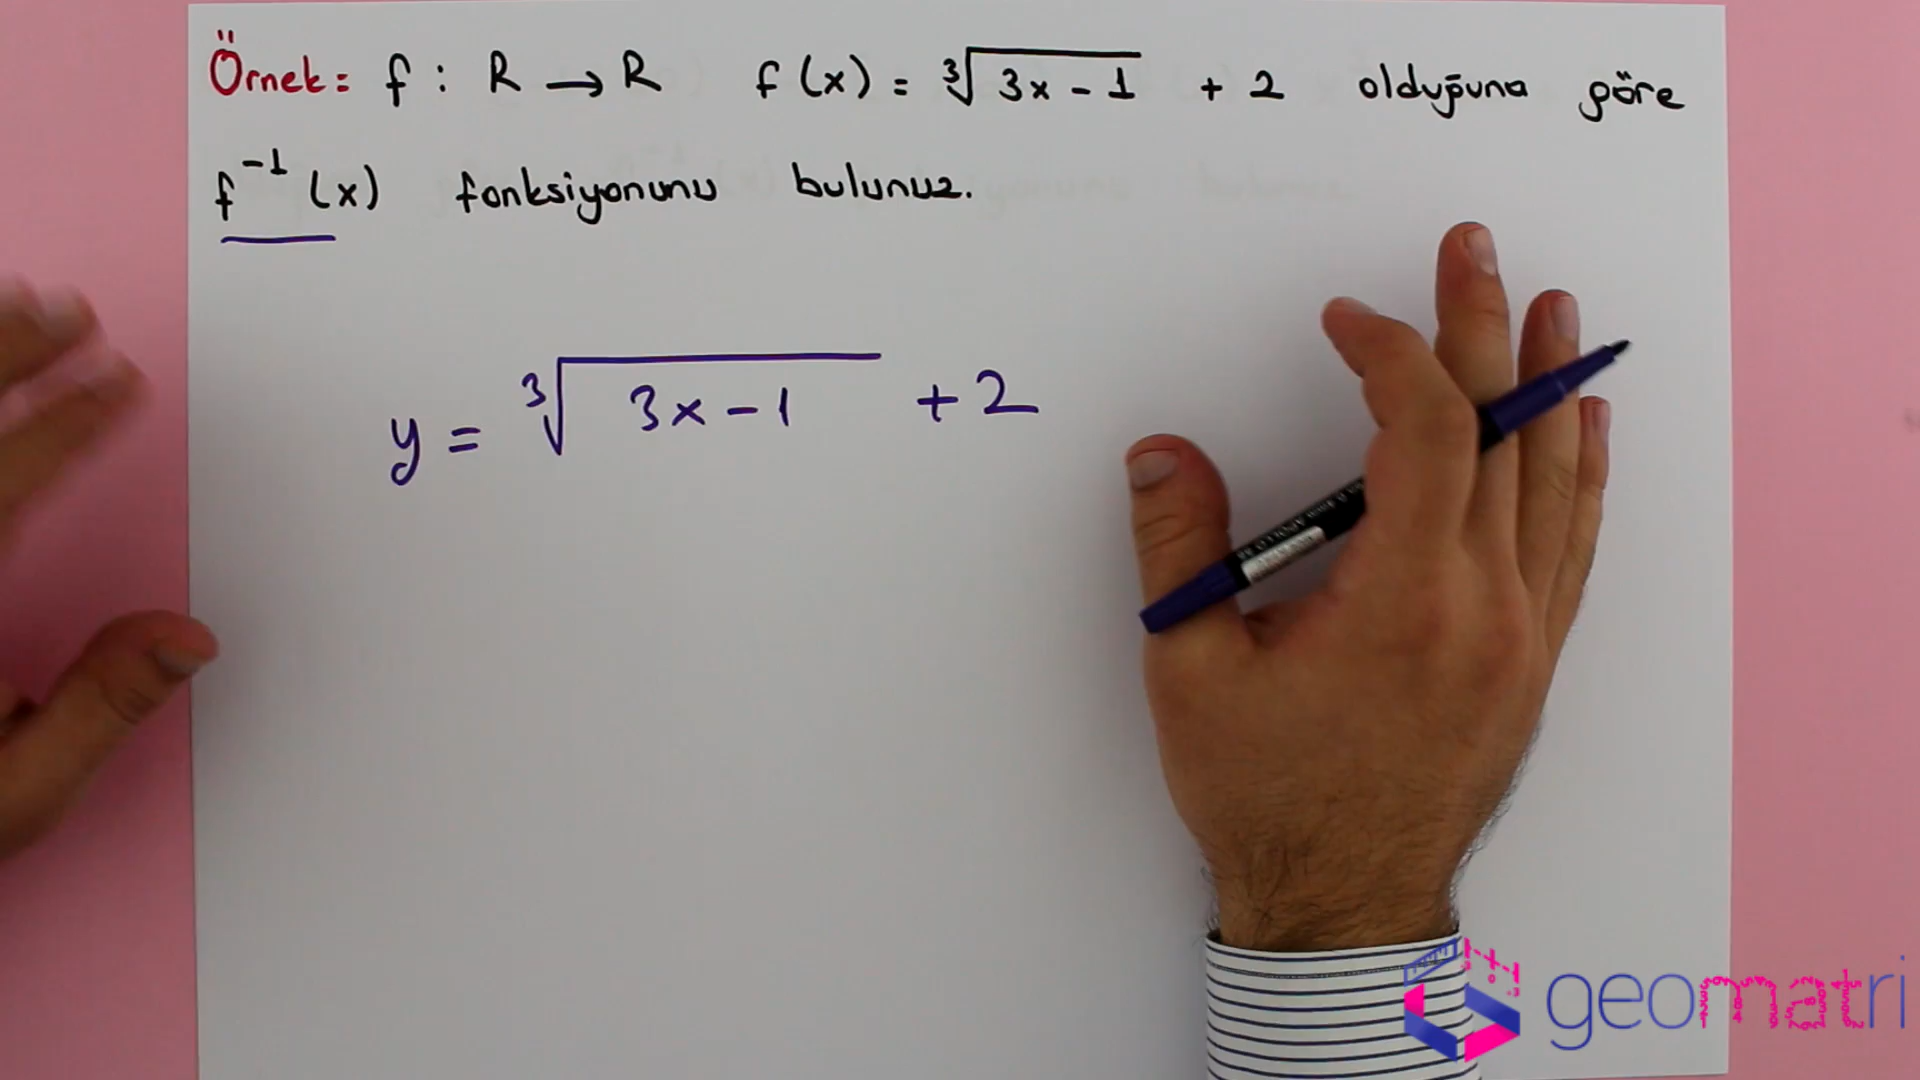 Örnek: f : R → R f(x) = ∛(3x - 1) + 2 olduğuna göre
f⁻¹(x) fonksiyonunu bulunuz.
y = ∛(3x - 1) + 2
geomatri